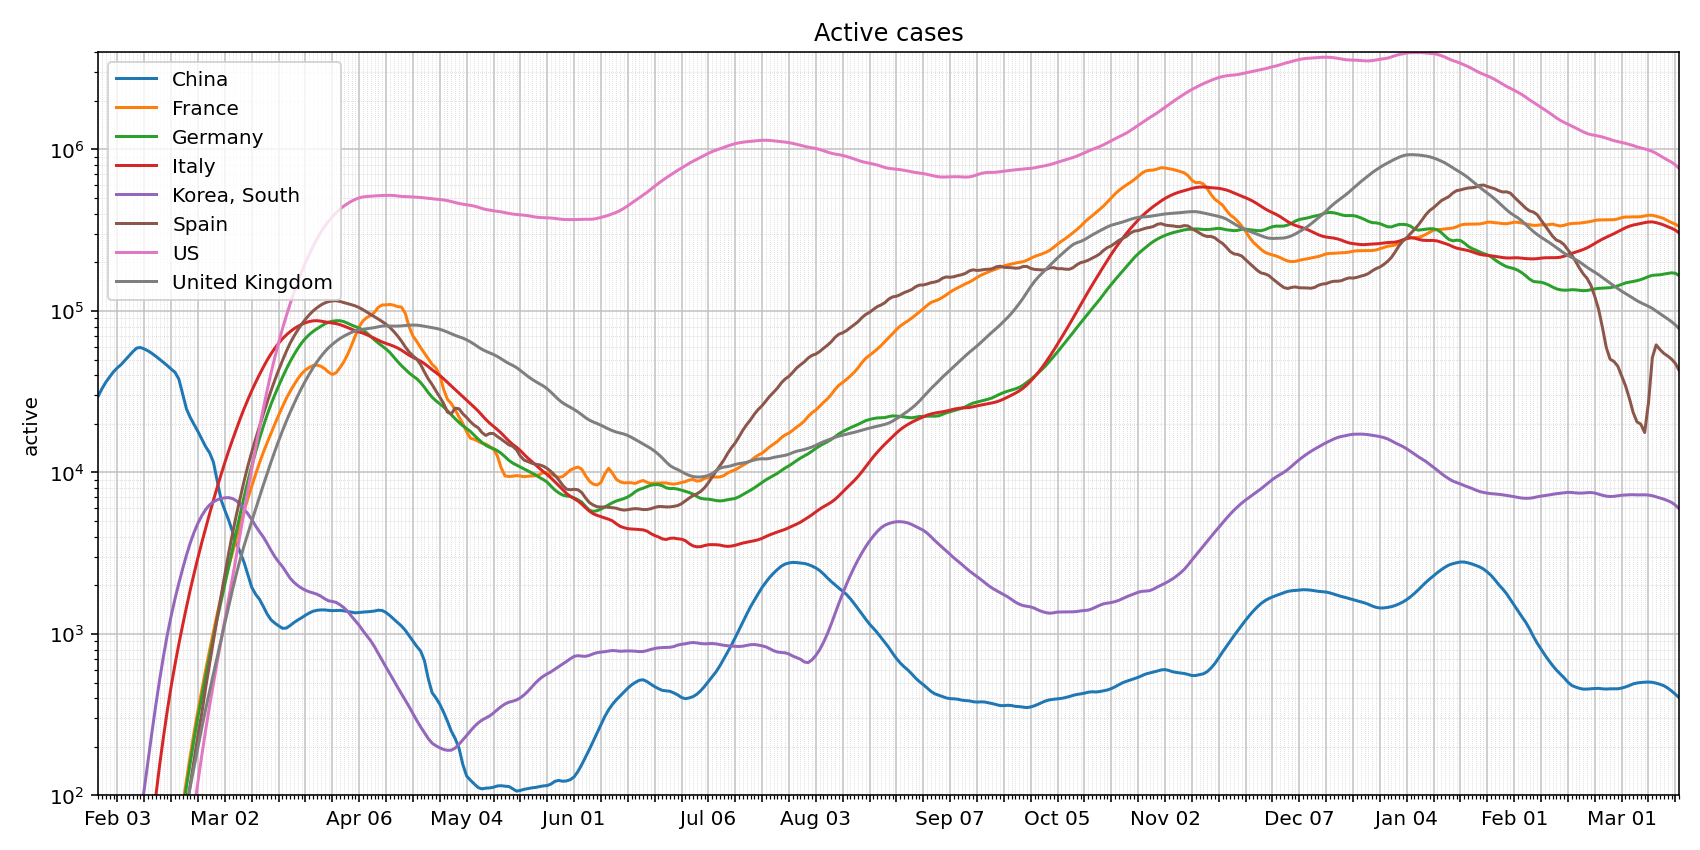 Active cases
China
France
Germany
Italy
Korea, South
Spain
US
United Kingdom
active
10^6
10^5
10^4
10^3
10^2
Feb 03 Mar 02 Apr 06 May 04 Jun 01 Jul 06 Aug 03 Sep 07 Oct 05 Nov 02 Dec 07 Jan 04 Feb 01 Mar 01